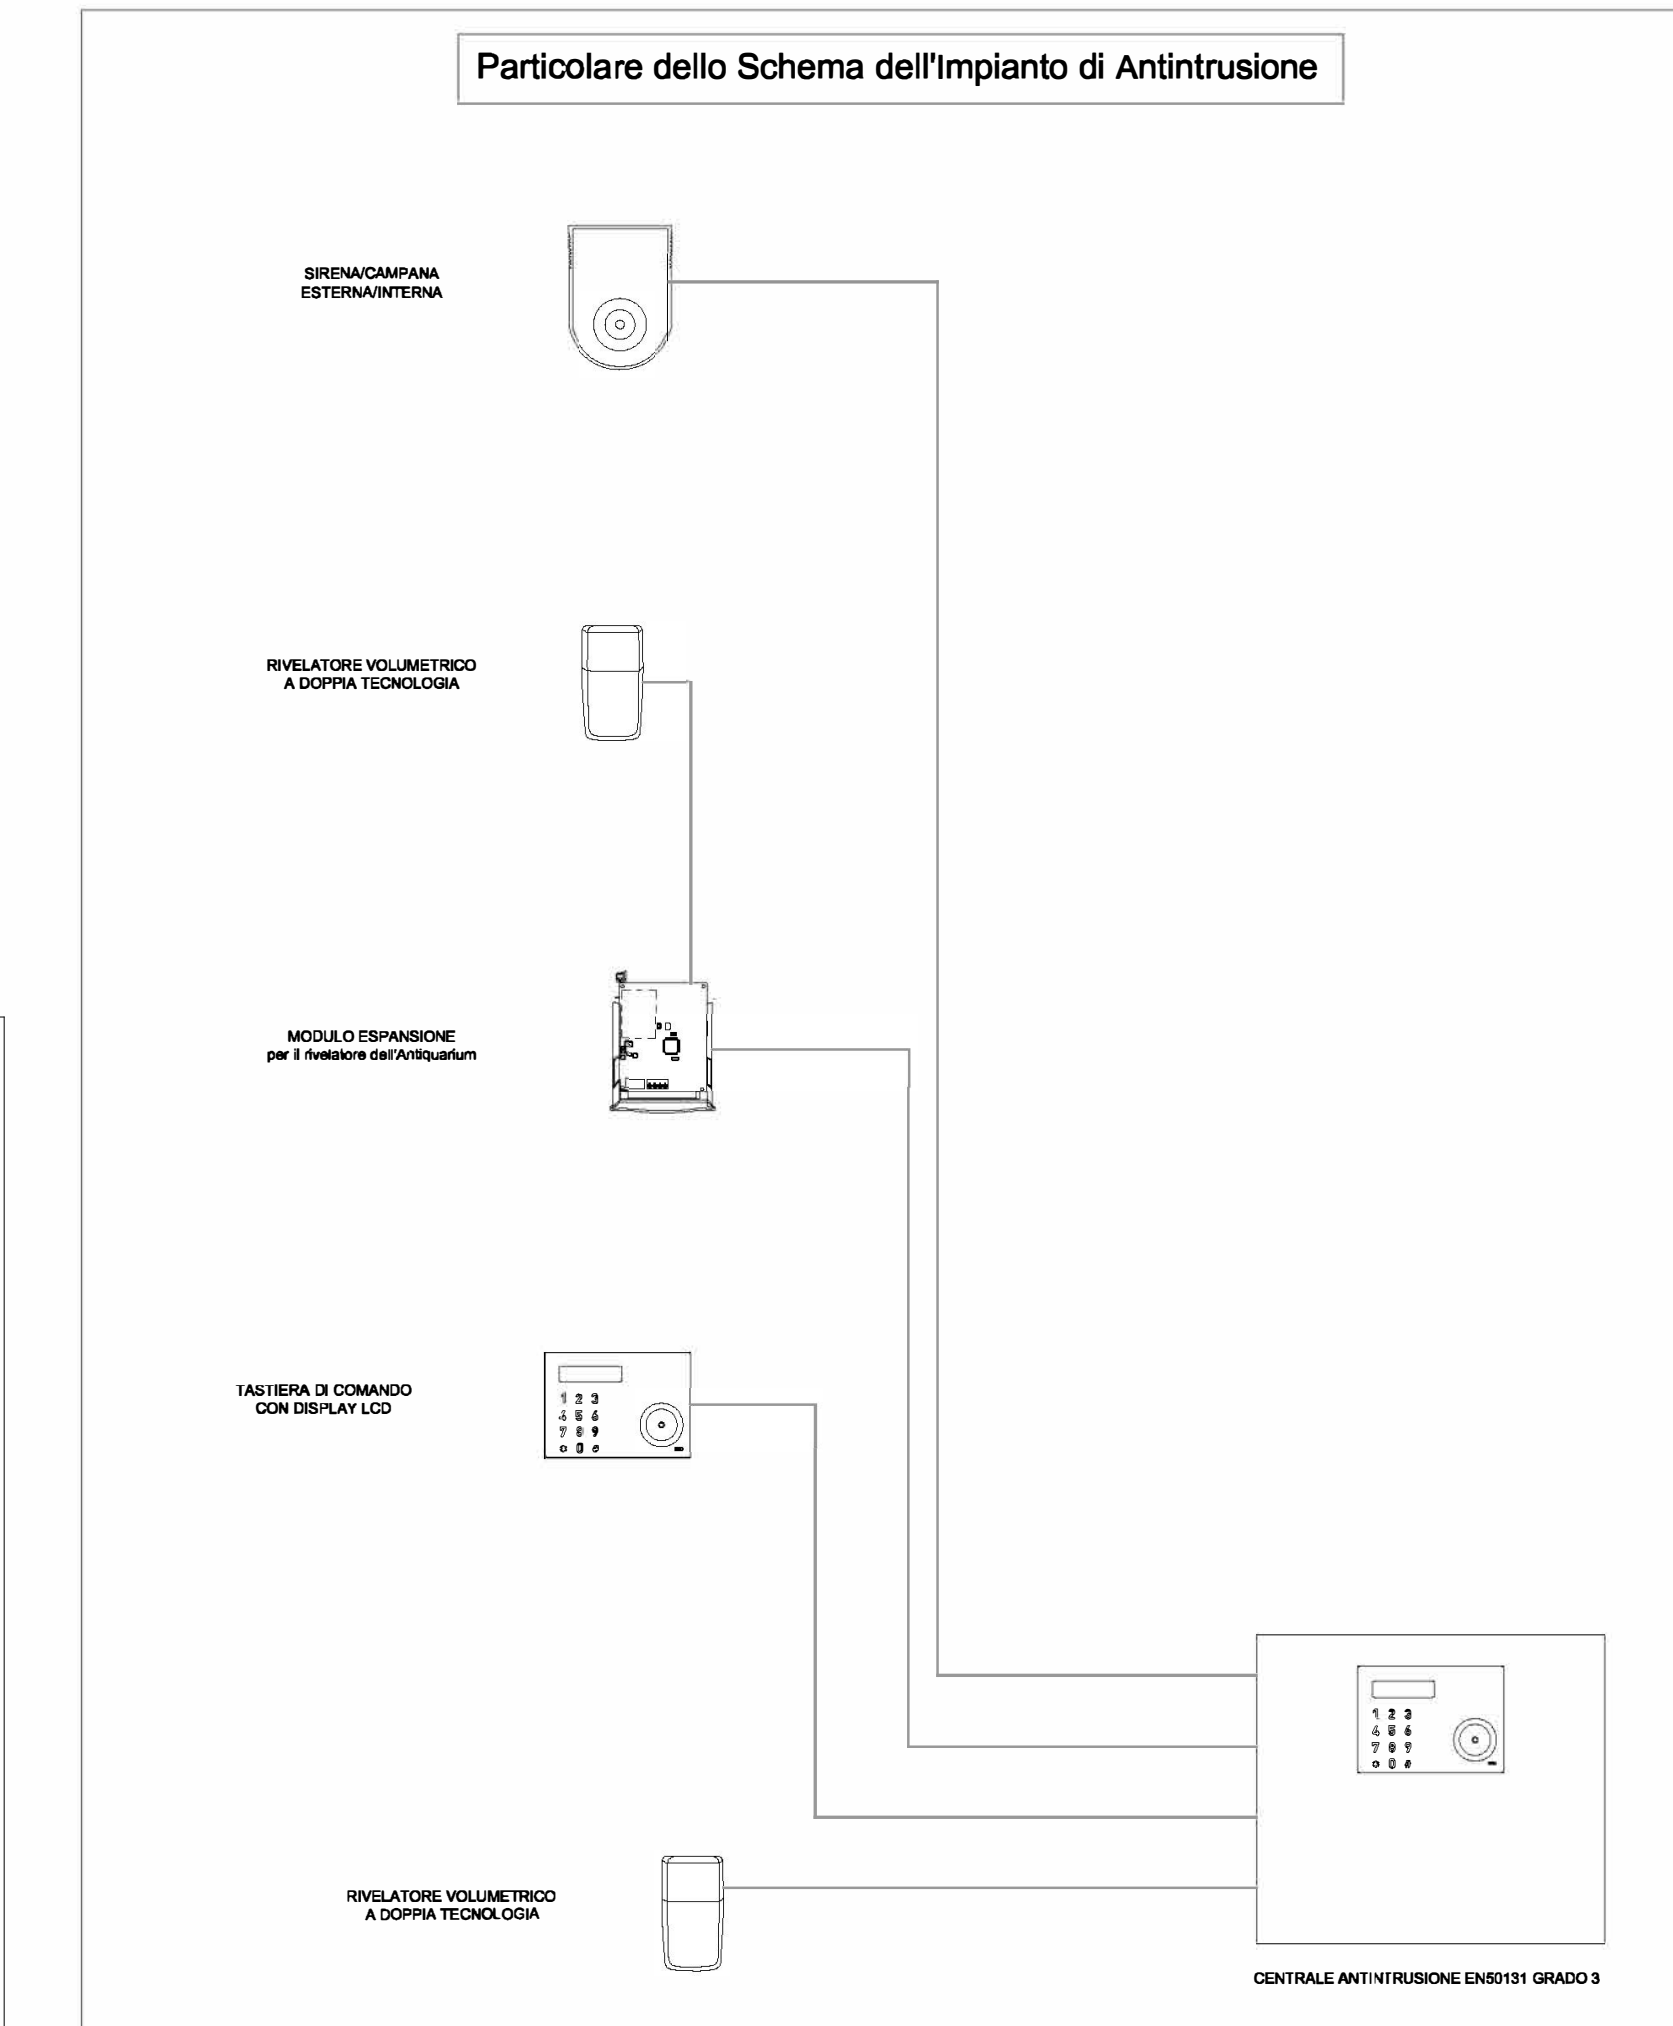 Particolare dello Schema dell'Impianto di Antintrusione
SIRENA/CAMPANA
ESTERNA/INTERNA
RIVELATORE VOLUMETRICO
A DOPPIA TECNOLOGIA
MODULO ESPANSIONE
per il rivelatore dell'Antiquarium
TASTIERA DI COMANDO
CON DISPLAY LCD
1 2 3
4 5 6
7 8 9
* 0 #
1 2 3
4 5 6
7 8 9
* 0 #
RIVELATORE VOLUMETRICO
A DOPPIA TECNOLOGIA
CENTRALE ANTINTRUSIONE EN50131 GRADO 3